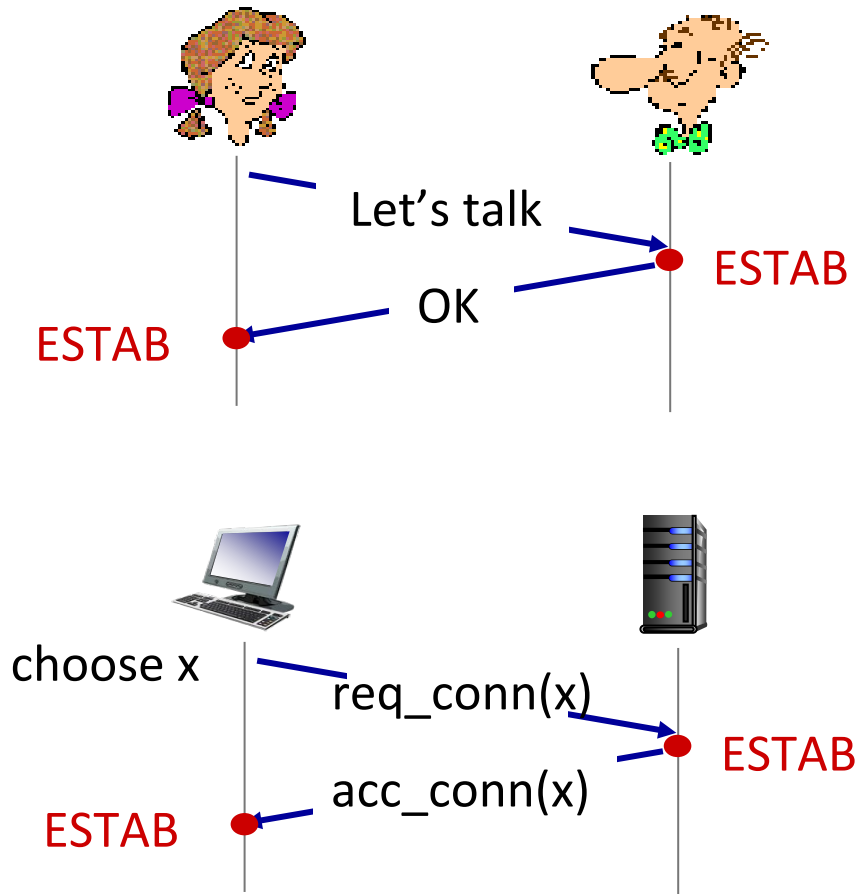 Let’s talk
ESTAB
OK
ESTAB
choose x
req_conn(x)
ESTAB
acc_conn(x)
ESTAB